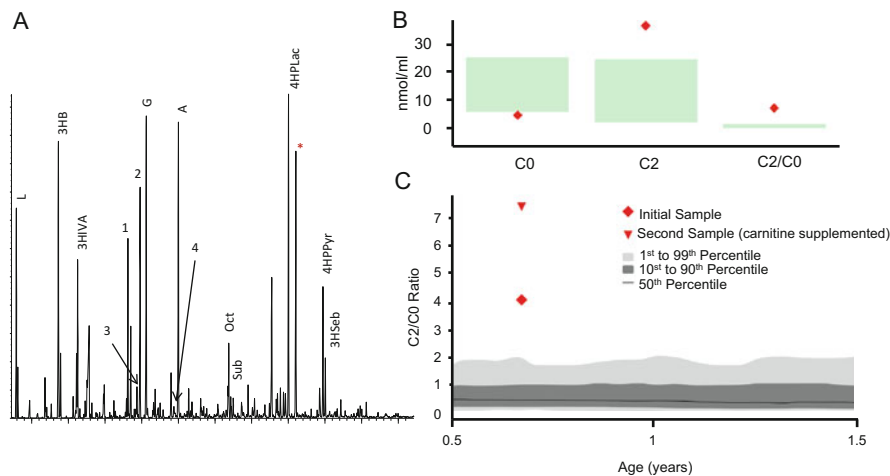 A
L
3HB
3HIVA
1
2
3
G
A
4
Oct
Sub
4HPLac
*
4HPPyr
3HSeb
B
nmol/ml
30
20
10
0
C0
C2
C2/C0
C
C2/C0 Ratio
7
6
5
4
3
2
1
0
Initial Sample
Second Sample (carnitine supplemented)
1st to 99th Percentile
10st to 90th Percentile
50th Percentile
0.5
1
1.5
Age (years)